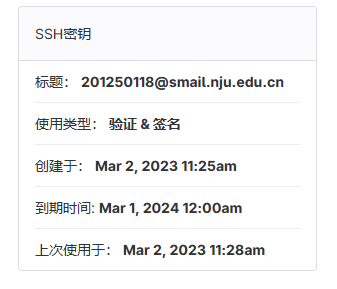 SSH密钥
标题： 201250118@smail.nju.edu.cn
使用类型： 验证 & 签名
创建于： Mar 2, 2023 11:25am
到期时间: Mar 1, 2024 12:00am
上次使用于： Mar 2, 2023 11:28am